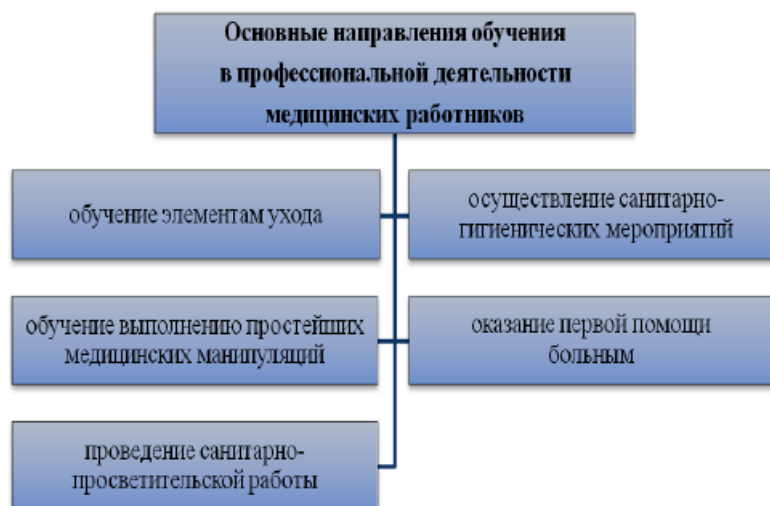 Основные направления обучения
в профессиональной деятельности
медицинских работников
обучение элементам ухода
осуществление санитарно-
гигиенических мероприятий
обучение выполнению простейших
медицинских манипуляций
оказание первой помощи
больным
проведение санитарно-
просветительской работы